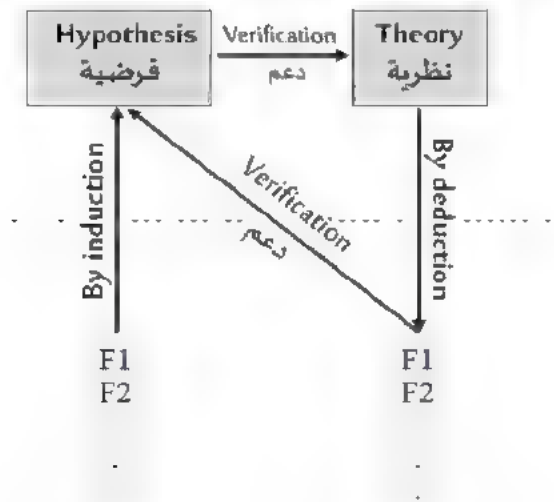 Hypothesis
فرضية
Verification
دعم
Theory
نظرية
By induction
Verification
دعم
By deduction
F1
F2
.
F1
F2
.
.